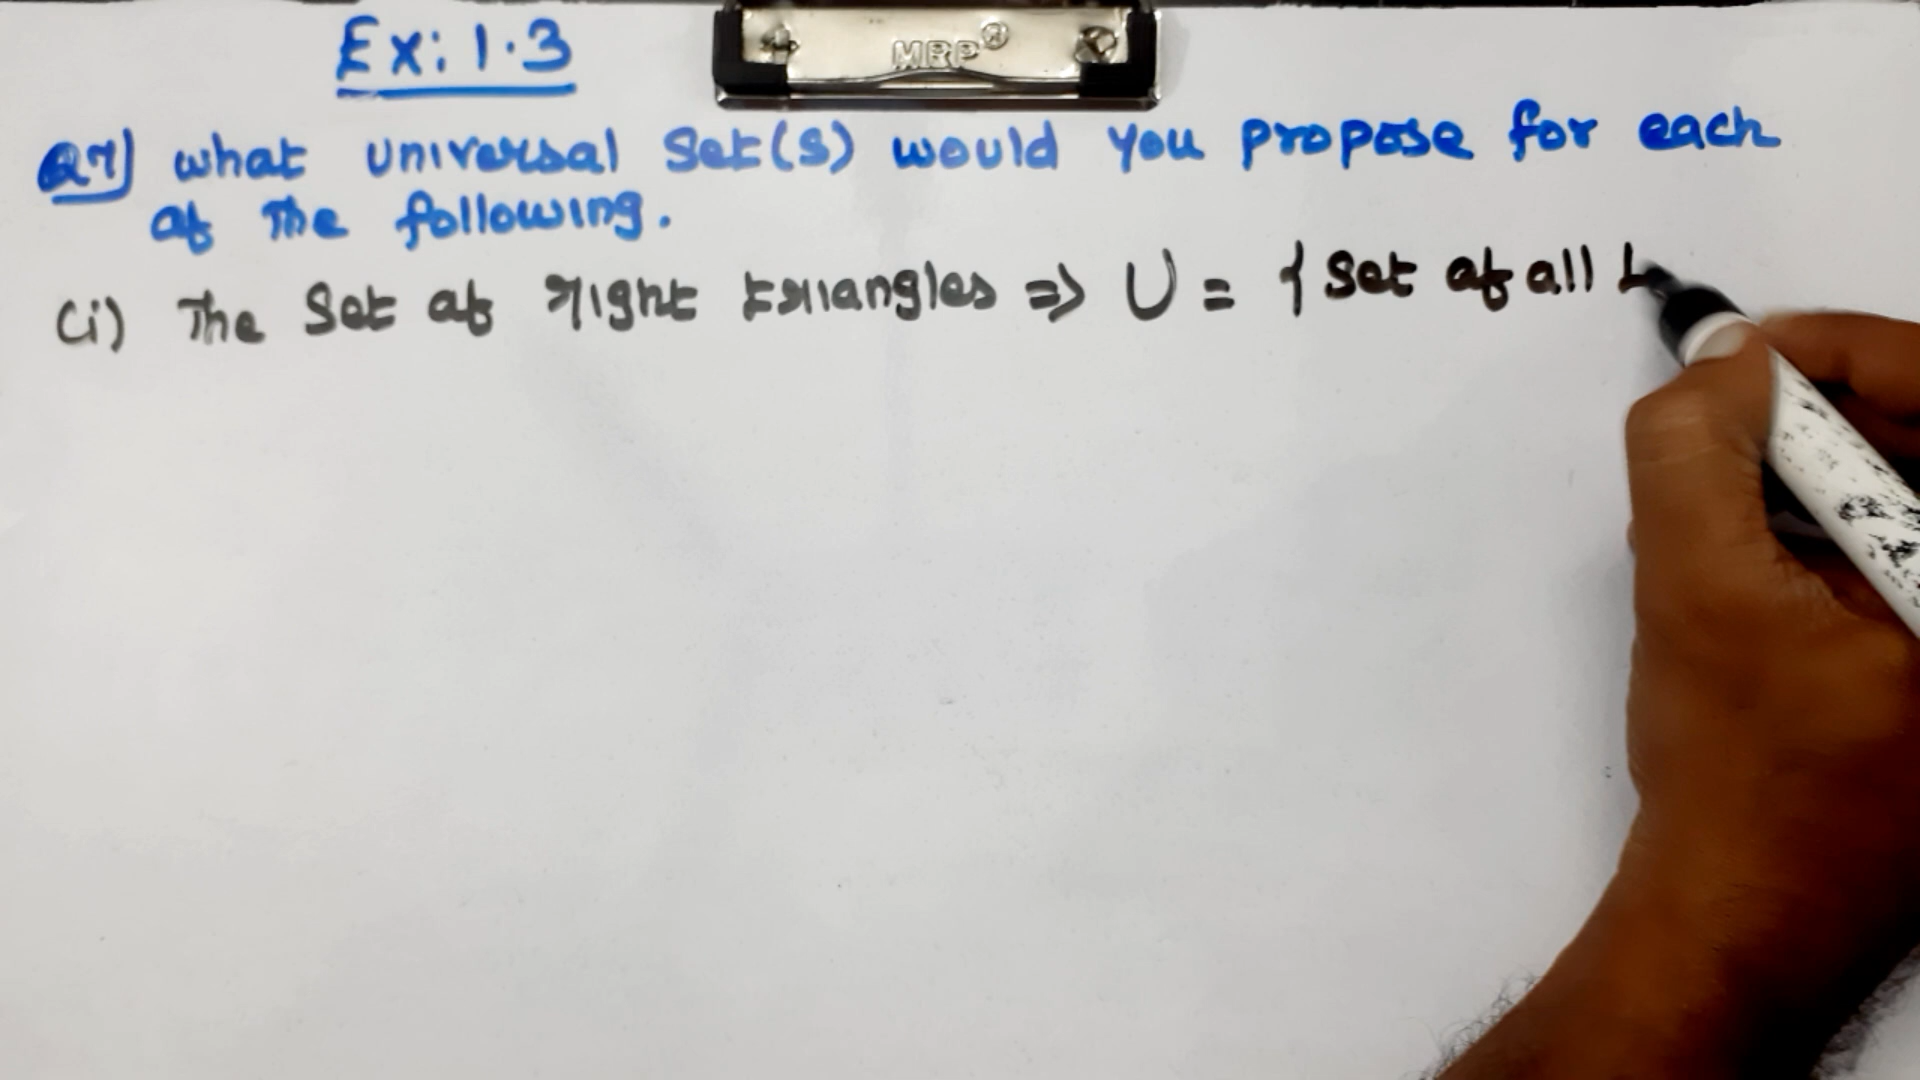 Ex: 1.3
MRP®
Q7) what universal set(s) would you propose for each
of the following.
(i) The Set of right triangles => U = { Set of all